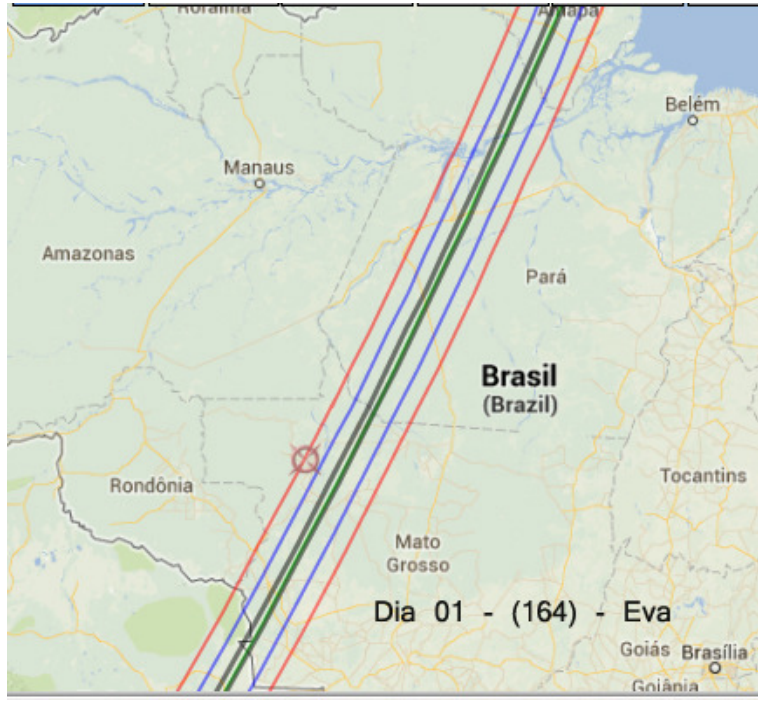 Roraima
Amapá
Belém
Manaus
Amazonas
Pará
Brasil
(Brazil)
Rondônia
Tocantins
Mato
Grosso
Dia 01 - (164) - Eva
Goiás
Brasília
Goiânia